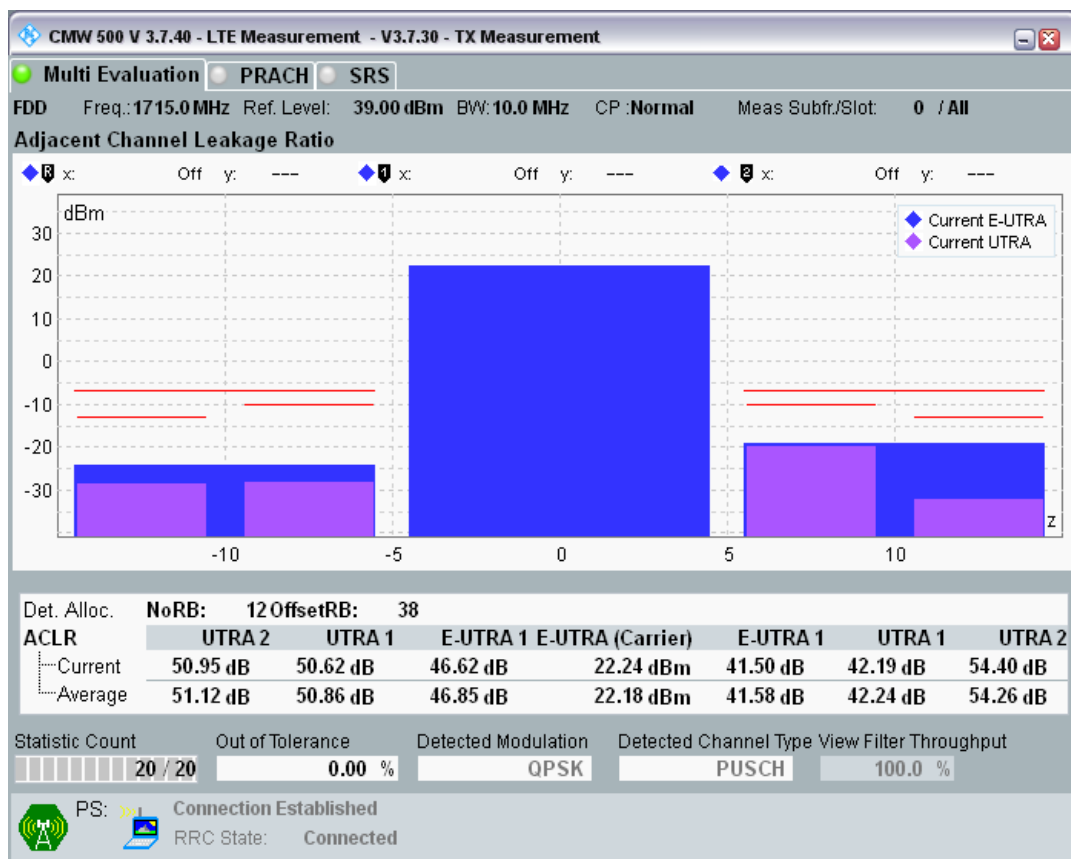 CMW 500 V 3.7.40 - LTE Measurement - V3.7.30 - TX Measurement
Multi Evaluation PRACH SRS
FDD Freq.: 1715.0 MHz Ref. Level: 39.00 dBm BW: 10.0 MHz CP :Normal Meas Subfr./Slot: 0 / All
Adjacent Channel Leakage Ratio
R x: Off y: --- 1 x: Off y: --- 2 x: Off y: ---
dBm
Current E-UTRA
Current UTRA
30
20
10
0
-10
-20
-30
z
-10 -5 0 5 10
Det. Alloc. NoRB: 12 OffsetRB: 38
ACLR UTRA 2 UTRA 1 E-UTRA 1 E-UTRA (Carrier) E-UTRA 1 UTRA 1 UTRA 2
Current 50.95 dB 50.62 dB 46.62 dB 22.24 dBm 41.50 dB 42.19 dB 54.40 dB
Average 51.12 dB 50.86 dB 46.85 dB 22.18 dBm 41.58 dB 42.24 dB 54.26 dB
Statistic Count Out of Tolerance Detected Modulation Detected Channel Type View Filter Throughput
20 / 20 0.00 % QPSK PUSCH 100.0 %
PS: Connection Established
RRC State: Connected